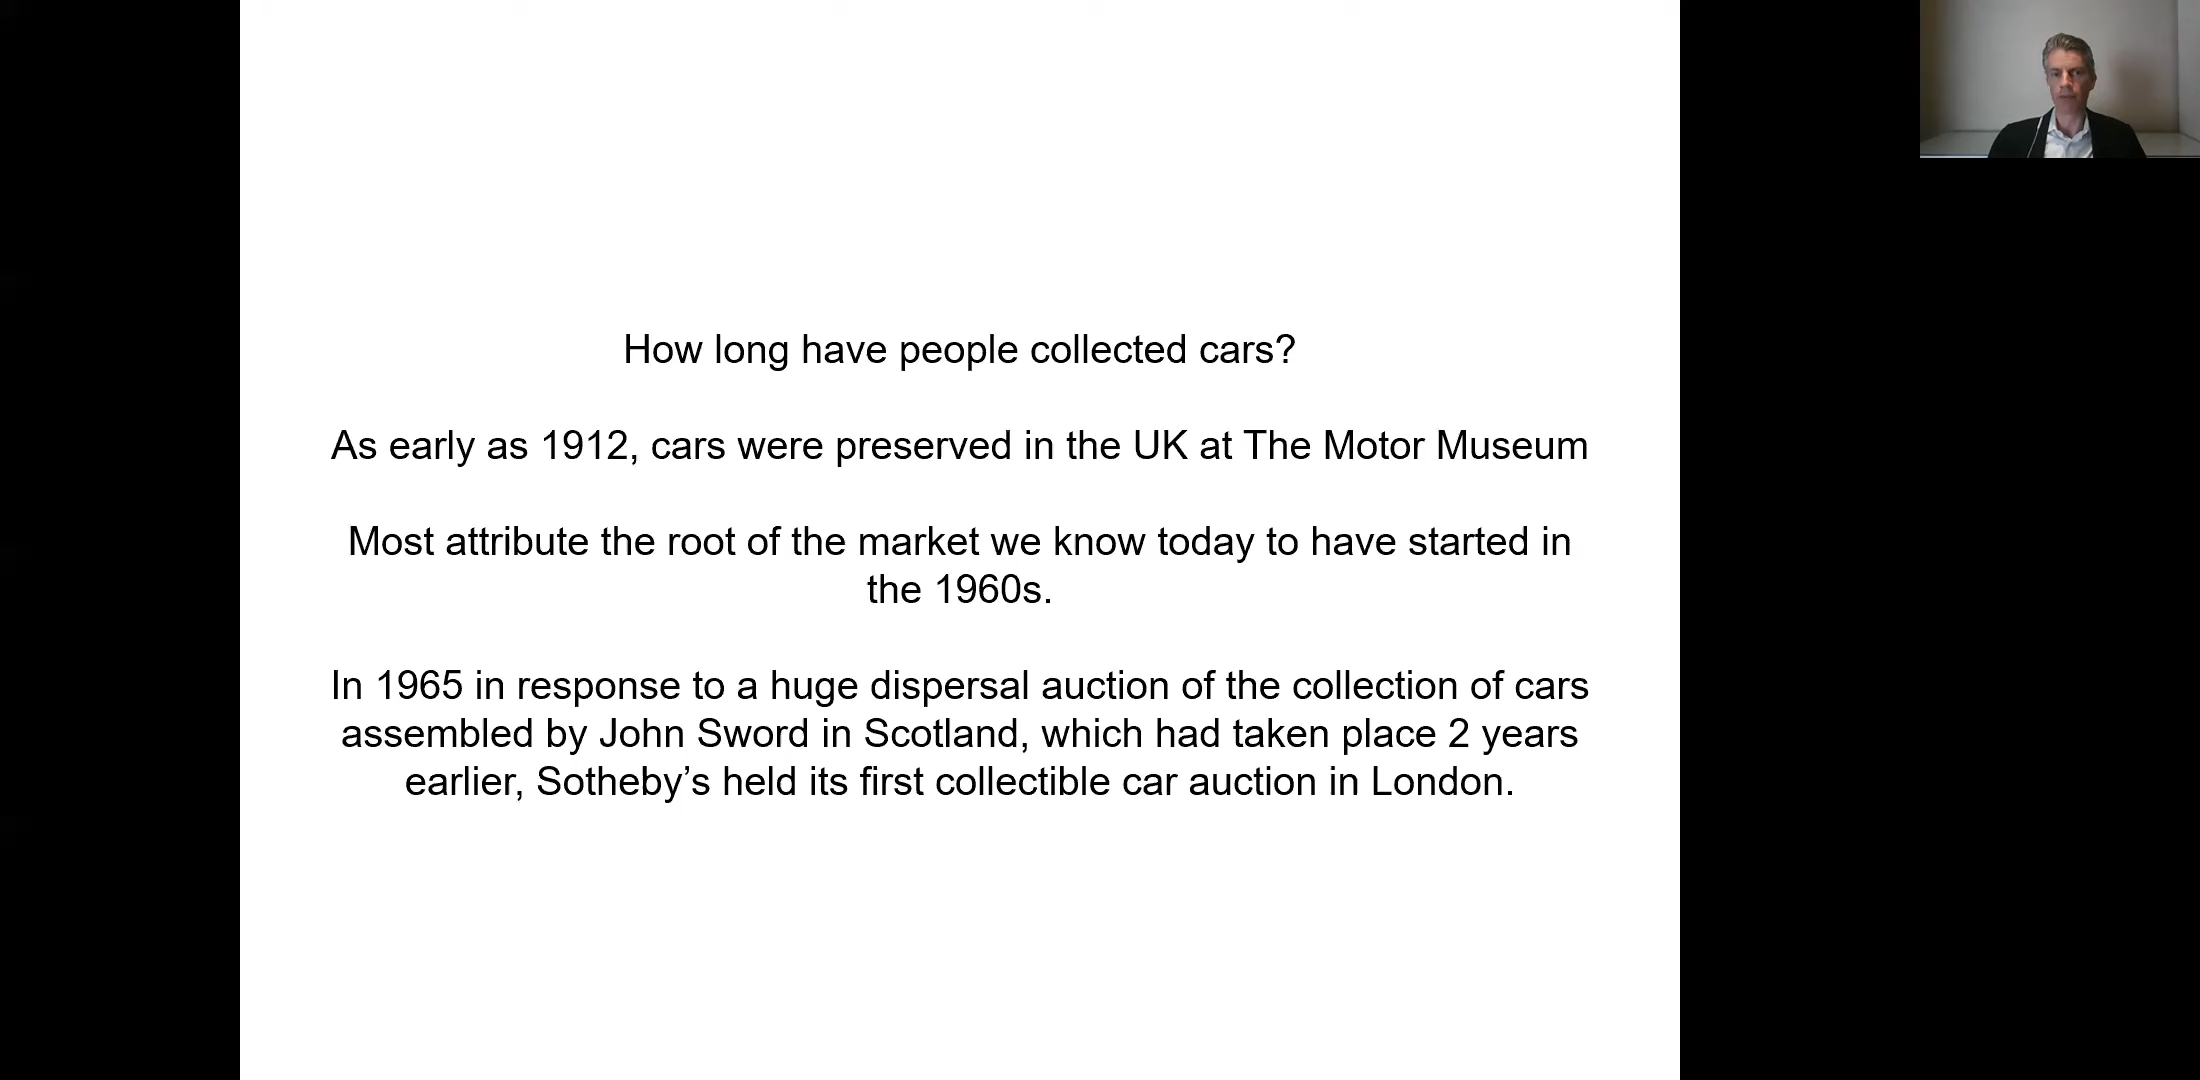 How long have people collected cars?
As early as 1912, cars were preserved in the UK at The Motor Museum
Most attribute the root of the market we know today to have started in
the 1960s.
In 1965 in response to a huge dispersal auction of the collection of cars
assembled by John Sword in Scotland, which had taken place 2 years
earlier, Sotheby’s held its first collectible car auction in London.